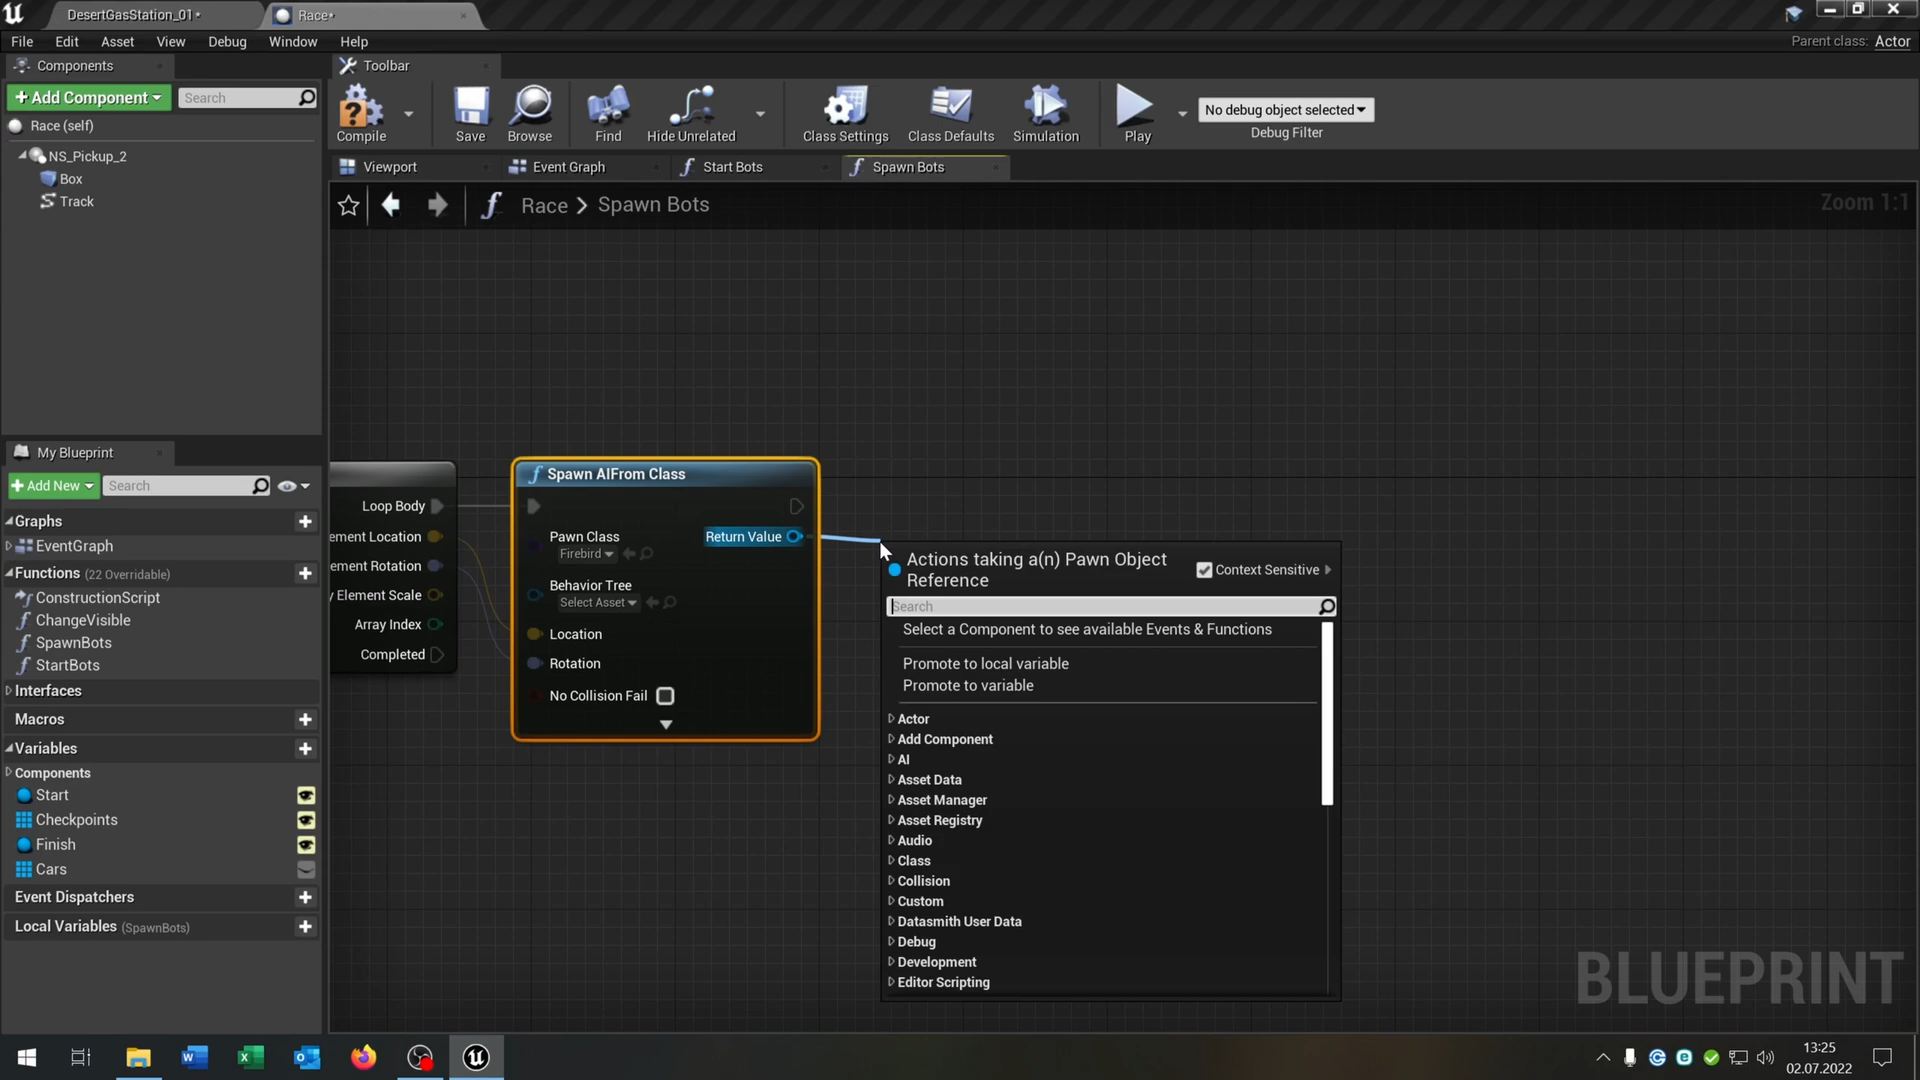 DesertGasStation_01*
Race*
File Edit Asset View Debug Window Help
Parent class: Actor
Components
Toolbar
+ Add Component
Search
Race (self)
NS_Pickup_2
Box
Track
Compile
Save
Browse
Find
Hide Unrelated
Class Settings
Class Defaults
Simulation
Play
No debug object selected
Debug Filter
Viewport
Event Graph
Start Bots
Spawn Bots
Race > Spawn Bots
Zoom 1:1
My Blueprint
+ Add New
Search
Graphs
EventGraph
Functions (22 Overridable)
ConstructionScript
ChangeVisible
SpawnBots
StartBots
Interfaces
Macros
Variables
Components
Start
Checkpoints
Finish
Cars
Event Dispatchers
Local Variables (SpawnBots)
Loop Body
ement Location
ement Rotation
y Element Scale
Array Index
Completed
Spawn AIFrom Class
Pawn Class
Firebird
Return Value
Behavior Tree
Select Asset
Location
Rotation
No Collision Fail
Actions taking a(n) Pawn Object
Reference
Context Sensitive
Search
Select a Component to see available Events & Functions
Promote to local variable
Promote to variable
Actor
Add Component
AI
Asset Data
Asset Manager
Asset Registry
Audio
Class
Collision
Custom
Datasmith User Data
Debug
Development
Editor Scripting
BLUEPRINT
13:25
02.07.2022